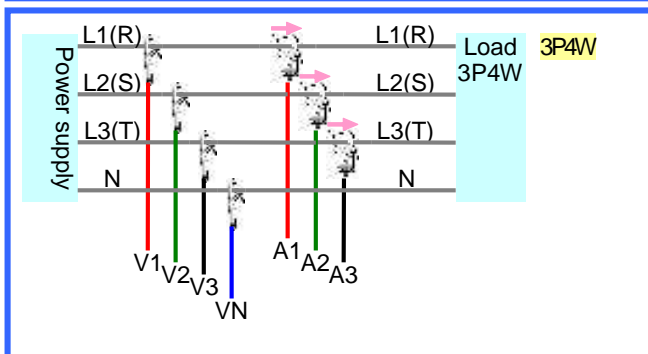 Power supply
L1(R)
L1(R)
L2(S)
L2(S)
L3(T)
L3(T)
N
N
Load
3P4W
3P4W
V1
V2
V3
VN
A1
A2
A3